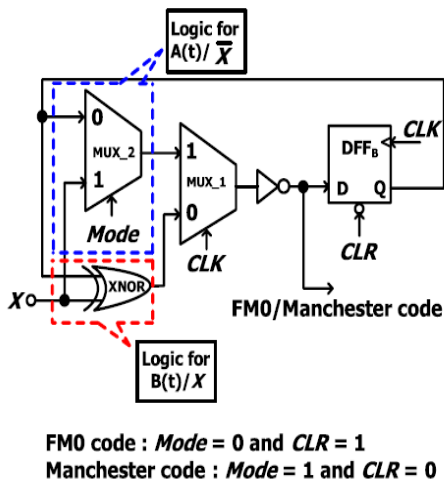 Logic for
A(t)/ X̅
0
MUX_2
1
Mode
1
MUX_1
0
CLK
DFFB
CLK
D
Q
CLR
X
XNOR
FM0/Manchester code
Logic for
B(t)/X
FM0 code : Mode = 0 and CLR = 1
Manchester code : Mode = 1 and CLR = 0